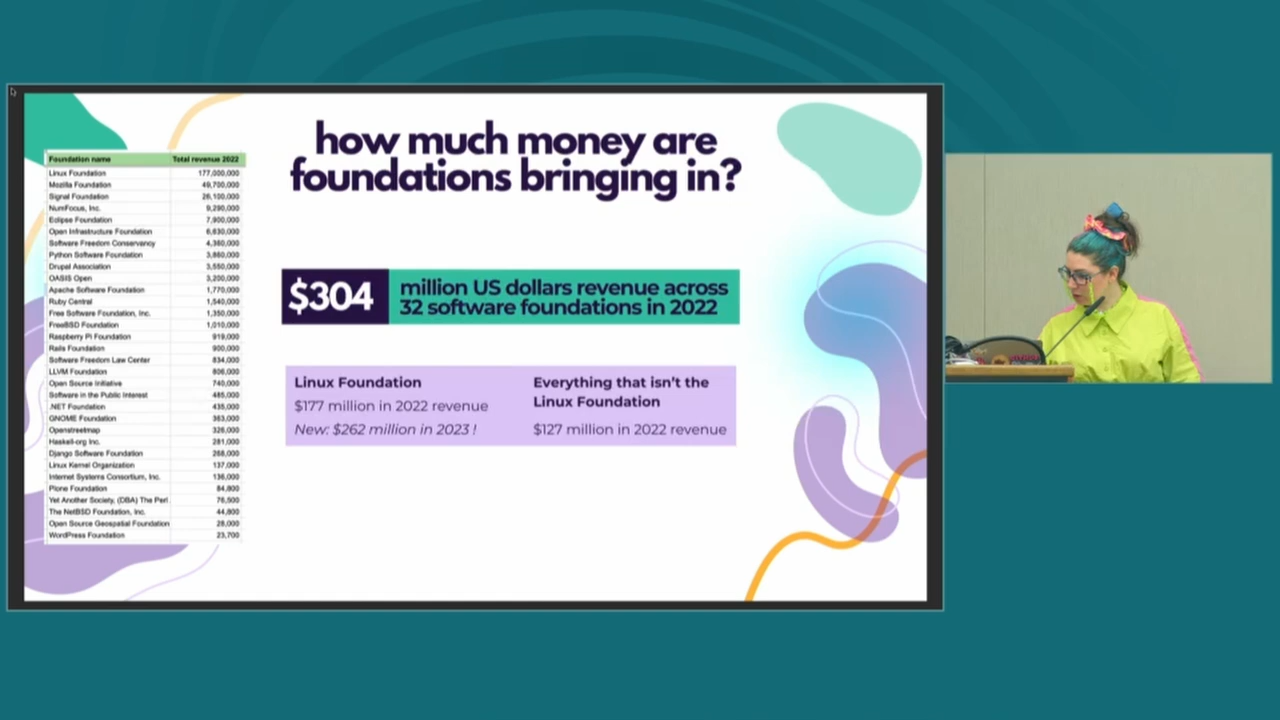 how much money are
foundations bringing in?
Foundation name Total revenue 2022
Linux Foundation 177,000,000
Mozilla Foundation 49,700,000
Signal Foundation 26,100,000
NumFocus, Inc. 9,290,000
Eclipse Foundation 7,900,000
Open Infrastructure Foundation 6,830,000
Software Freedom Conservancy 4,360,000
Python Software Foundation 3,860,000
Drupal Association 3,550,000
OASIS Open 3,200,000
Apache Software Foundation 1,770,000
Ruby Central 1,540,000
Free Software Foundation, Inc. 1,350,000
FreeBSD Foundation 1,010,000
Raspberry Pi Foundation 919,000
Rails Foundation 900,000
Software Freedom Law Center 834,000
LLVM Foundation 806,000
Open Source Initiative 740,000
Software in the Public Interest 485,000
.NET Foundation 435,000
GNOME Foundation 363,000
Openstreetmap 326,000
Haskell-org Inc. 281,000
Django Software Foundation 268,000
Linux Kernel Organization 137,000
Internet Systems Consortium, Inc. 136,000
Plone Foundation 84,800
Yet Another Society, (DBA) The Perl 76,500
The NetBSD Foundation, Inc. 44,800
Open Source Geospatial Foundation 28,000
WordPress Foundation 23,700
$304 million US dollars revenue across
32 software foundations in 2022
Linux Foundation
$177 million in 2022 revenue
New: $262 million in 2023 !
Everything that isn't the
Linux Foundation
$127 million in 2022 revenue